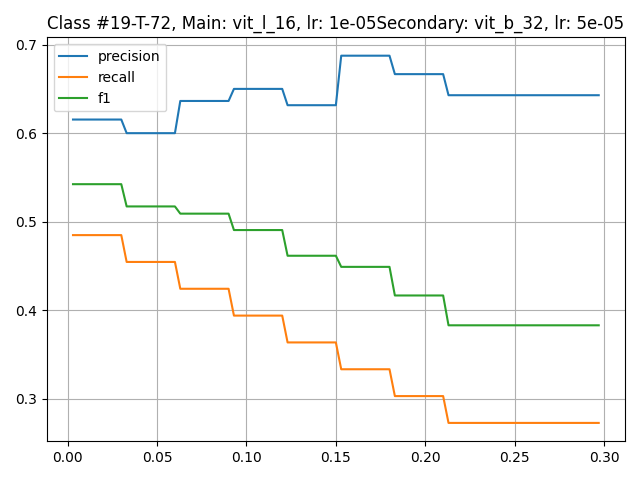 Class #19-T-72, Main: vit_l_16, lr: 1e-05Secondary: vit_b_32, lr: 5e-05
precision
recall
f1
0.7
0.6
0.5
0.4
0.3
0.00 0.05 0.10 0.15 0.20 0.25 0.30